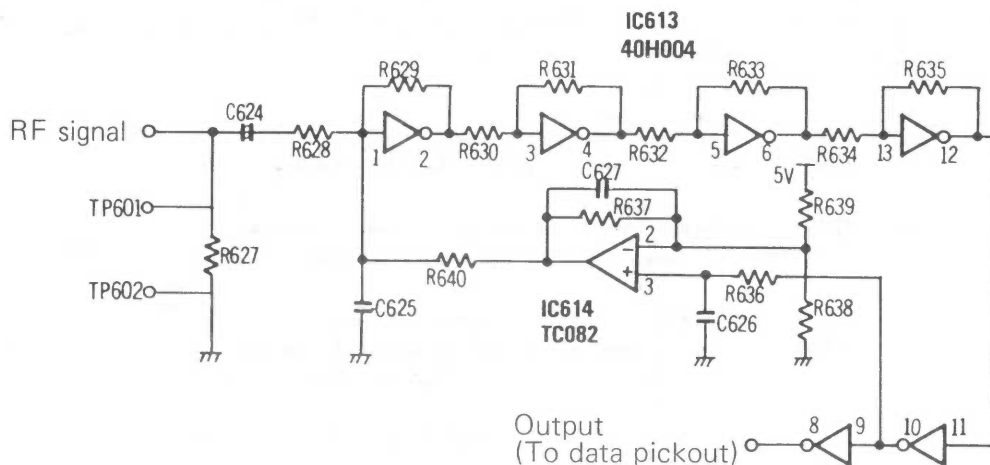 IC613
40H004
R629
R631
R633
R635
C624
RF signal
R628
1
2
R630
3
4
R632
5
6
R634
13
12
5V
C627
R637
R639
TP601
R627
2
−
+
3
R640
R636
R638
TP602
C625
IC614
TC082
C626
Output
(To data pickout)
8
9
10
11